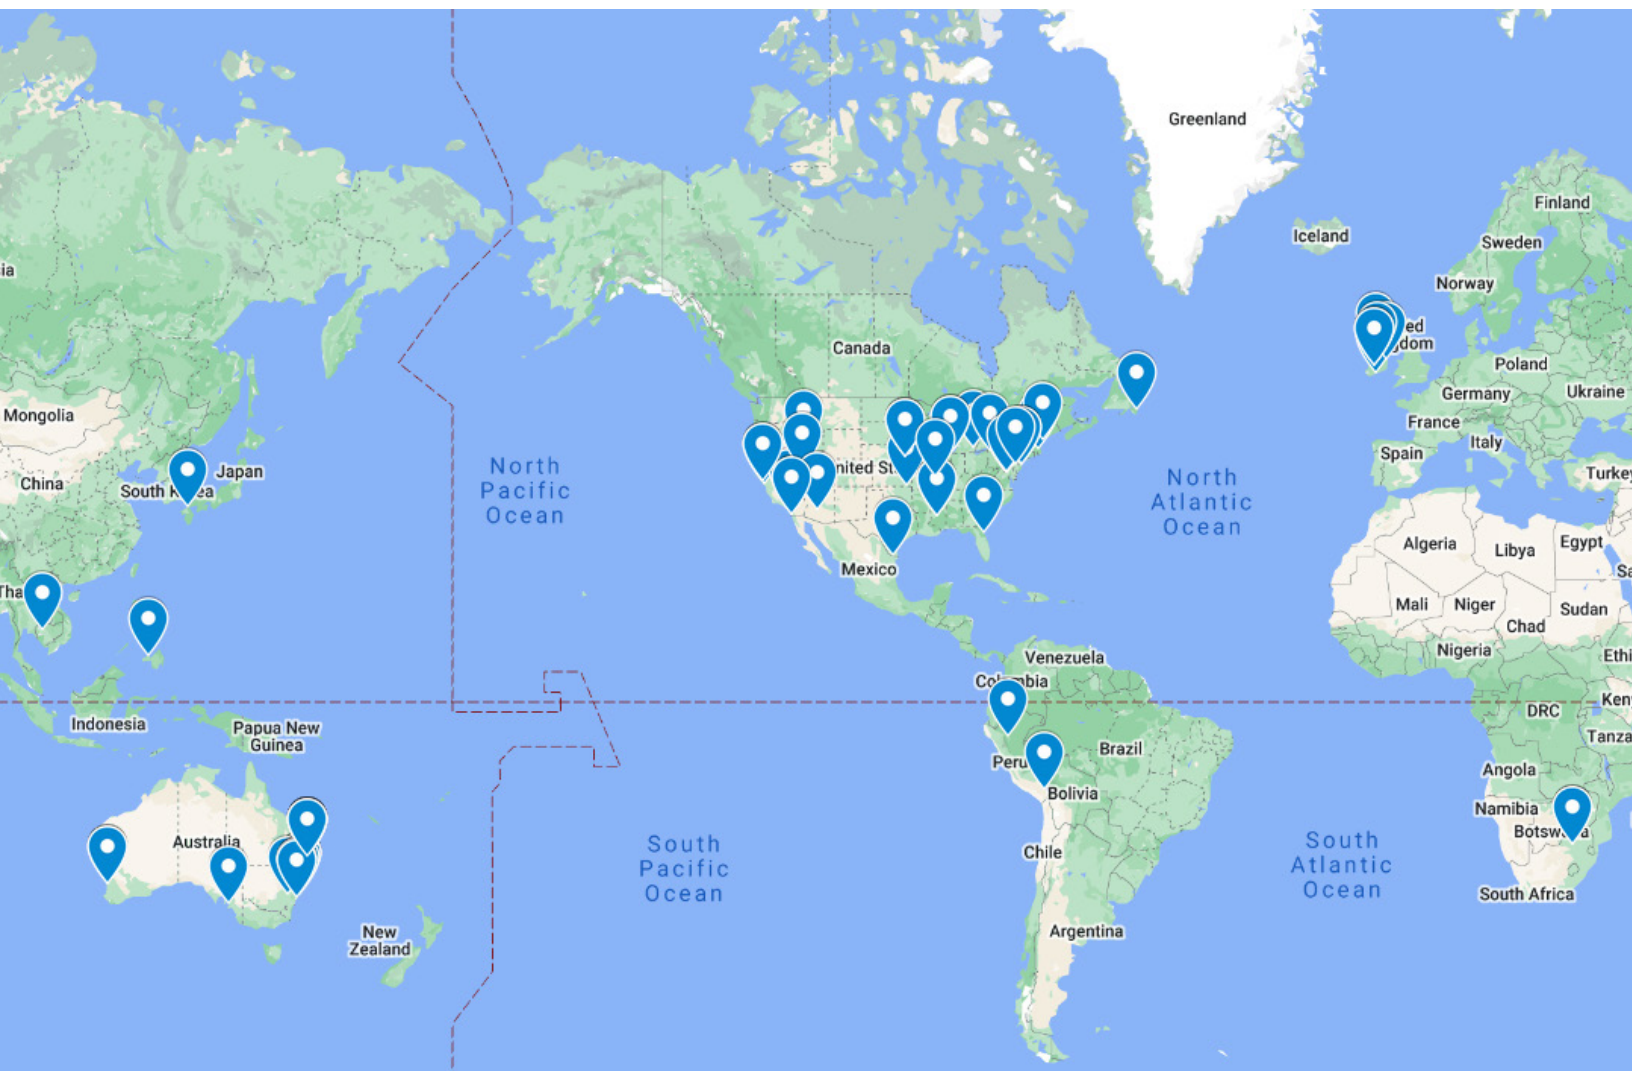 Greenland
Finland
Iceland
Sweden
Norway
Canada
Poland
Germany
Ukraine
France
Italy
Spain
Mongolia
China
Japan
North
Pacific
Ocean
North
Atlantic
Ocean
Mexico
Algeria
Libya
Egypt
Mali
Niger
Sudan
Chad
Nigeria
Venezuela
DRC
Indonesia
Papua New
Guinea
Brazil
Peru
Bolivia
Angola
Namibia
Australia
South
Pacific
Ocean
South
Atlantic
Ocean
Chile
South Africa
New
Zealand
Argentina